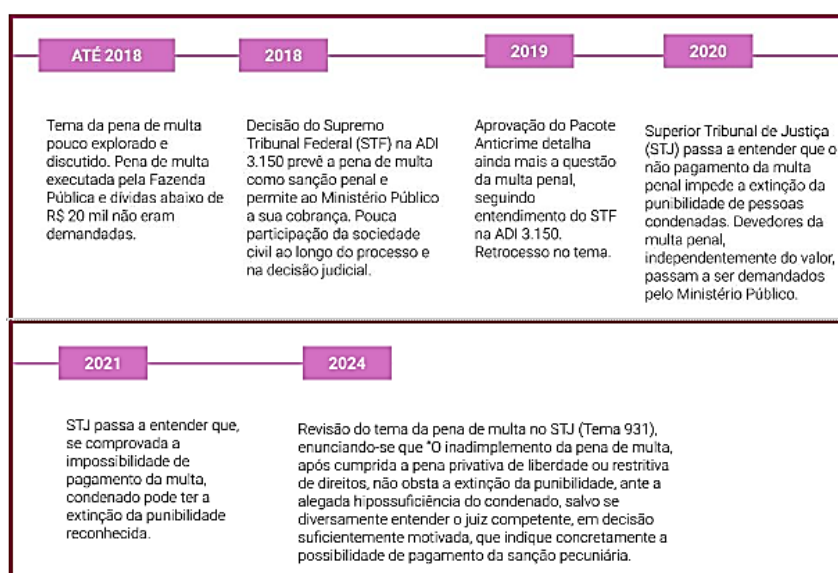 ATÉ 2018
2018
2019
2020
Tema da pena de multa
pouco explorado e
discutido. Pena de multa
executada pela Fazenda
Pública e dívidas abaixo de
R$ 20 mil não eram
demandadas.
Decisão do Supremo
Tribunal Federal (STF) na ADI
3.150 prevê a pena de multa
como sanção penal e
permite ao Ministério Público
a sua cobrança. Pouca
participação da sociedade
civil ao longo do processo e
na decisão judicial.
Aprovação do Pacote
Anticrime detalha
ainda mais a questão
da multa penal,
seguindo
entendimento do STF
na ADI 3.150.
Retrocesso no tema.
Superior Tribunal de Justiça
(STJ) passa a entender que o
não pagamento da multa
penal impede a extinção da
punibilidade de pessoas
condenadas. Devedores da
multa penal,
independentemente do valor,
passam a ser demandados
pelo Ministério Público.
2021
2024
STJ passa a entender que,
se comprovada a
impossibilidade de
pagamento da multa,
condenado pode ter a
extinção da punibilidade
reconhecida.
Revisão do tema da pena de multa no STJ (Tema 931),
enunciando-se que "O inadimplemento da pena de multa,
após cumprida a pena privativa de liberdade ou restritiva
de direitos, não obsta a extinção da punibilidade, ante a
alegada hipossuficiência do condenado, salvo se
diversamente entender o juiz competente, em decisão
suficientemente motivada, que indique concretamente a
possibilidade de pagamento da sanção pecuniária.